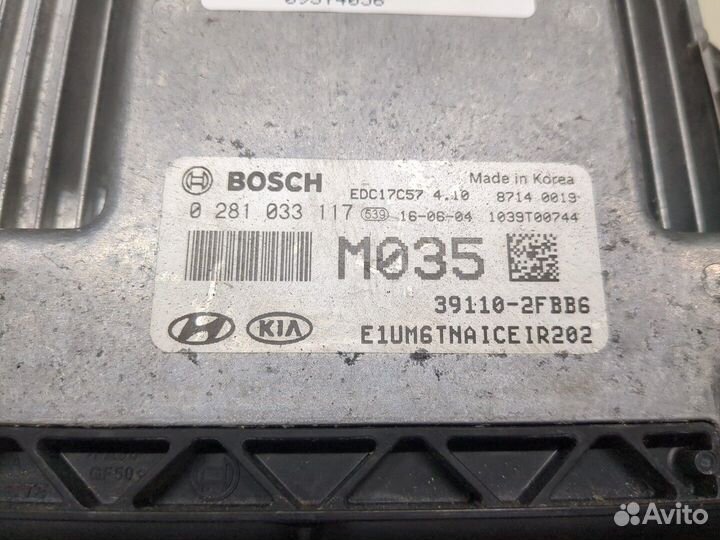 BOSCH EDC17C57 4.10 Made in Korea 8714 0019
0 281 033 117 539 16-06-04 1039T00744
M035
39110-2FBB6
KIA E1UM6TNAICEIR202
GF50
Avito